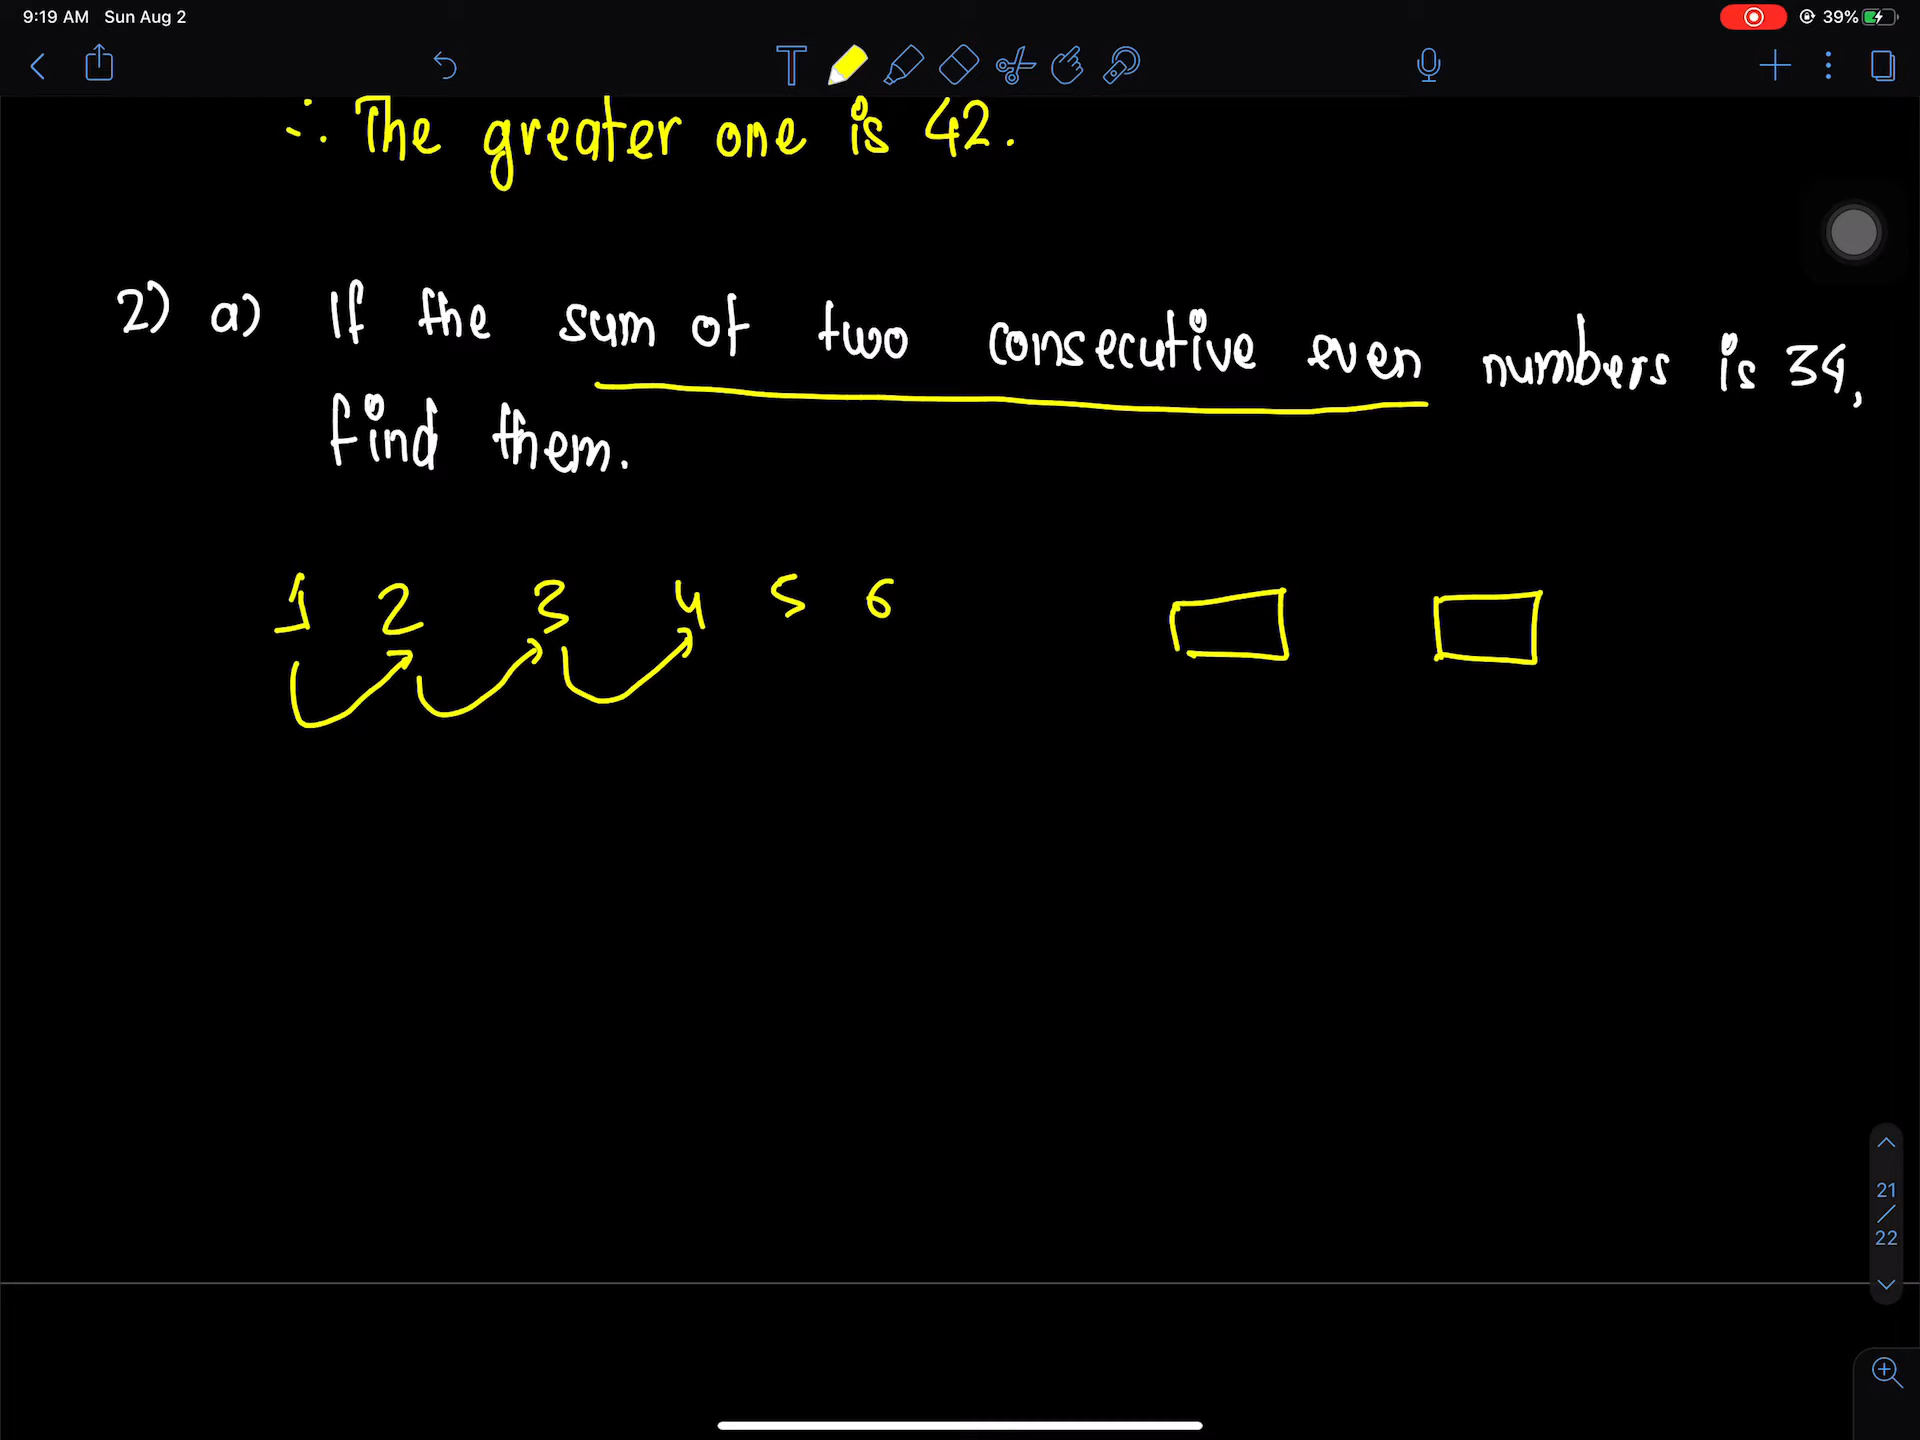 9:19 AM Sun Aug 2
39%
T
∴ The greater one is 42.
2) a) If the sum of two consecutive even numbers is 34,
find them.
1 2 3 4 5 6
21
/
22